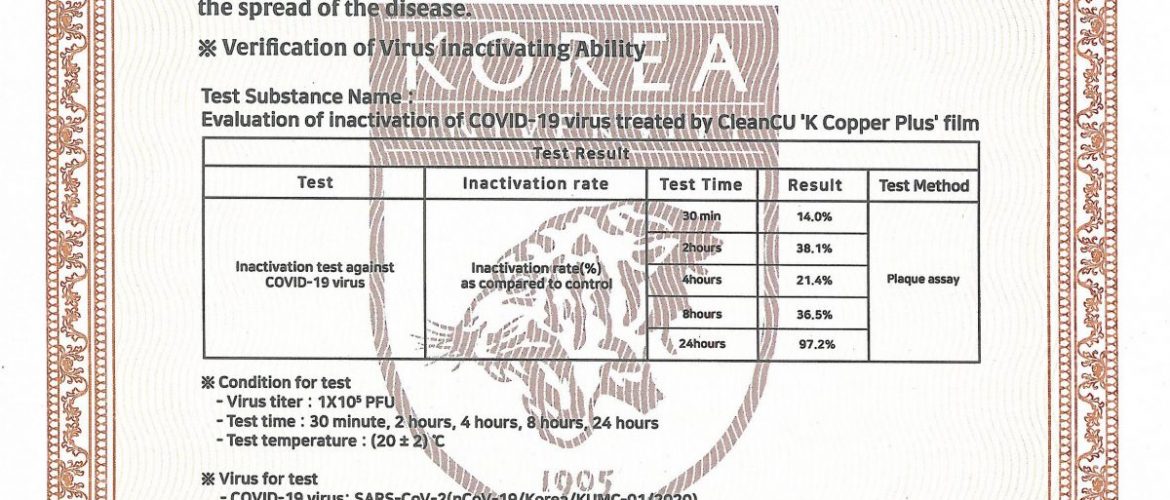 the spread of the disease.
※ Verification of Virus inactivating Ability
KOREA
Test Substance Name :
Evaluation of inactivation of COVID-19 virus treated by CleanCU 'K Copper Plus' film
Test Result
Test Inactivation rate Test Time Result Test Method
Inactivation test against
COVID-19 virus
Inactivation rate(%)
as compared to control
30 min 14.0%
2hours 38.1%
4hours 21.4%
8hours 36.5%
24hours 97.2%
Plaque assay
※ Condition for test
- Virus titer : 1X10⁵ PFU
- Test time : 30 minute, 2 hours, 4 hours, 8 hours, 24 hours
- Test temperature : (20 ± 2) ℃
1905
※ Virus for test
- COVID-19 virus: SARS-CoV-2(nCoV-19/Korea/KUMC-01/2020)